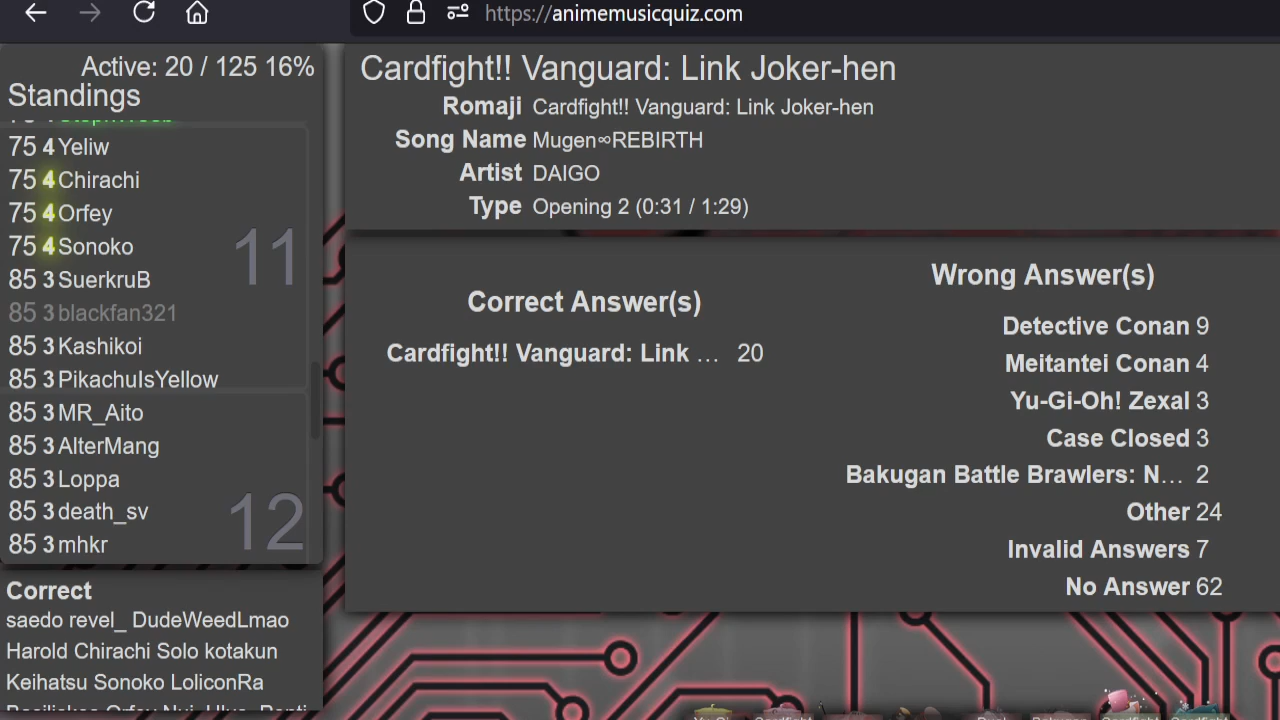 https://animemusicquiz.com
Active: 20 / 125 16%
Standings
75 4 Yeliw
75 4 Chirachi
75 4 Orfey
75 4 Sonoko
11
85 3 SuerkruB
85 3 blackfan321
85 3 Kashikoi
85 3 PikachuIsYellow
85 3 MR_Aito
85 3 AlterMang
85 3 Loppa
85 3 death_sv
12
85 3 mhkr
Correct
saedo revel_ DudeWeedLmao
Harold Chirachi Solo kotakun
Keihatsu Sonoko LoliconRa
Cardfight!! Vanguard: Link Joker-hen
Romaji Cardfight!! Vanguard: Link Joker-hen
Song Name Mugen∞REBIRTH
Artist DAIGO
Type Opening 2 (0:31 / 1:29)
Correct Answer(s)
Cardfight!! Vanguard: Link … 20
Wrong Answer(s)
Detective Conan 9
Meitantei Conan 4
Yu-Gi-Oh! Zexal 3
Case Closed 3
Bakugan Battle Brawlers: N… 2
Other 24
Invalid Answers 7
No Answer 62